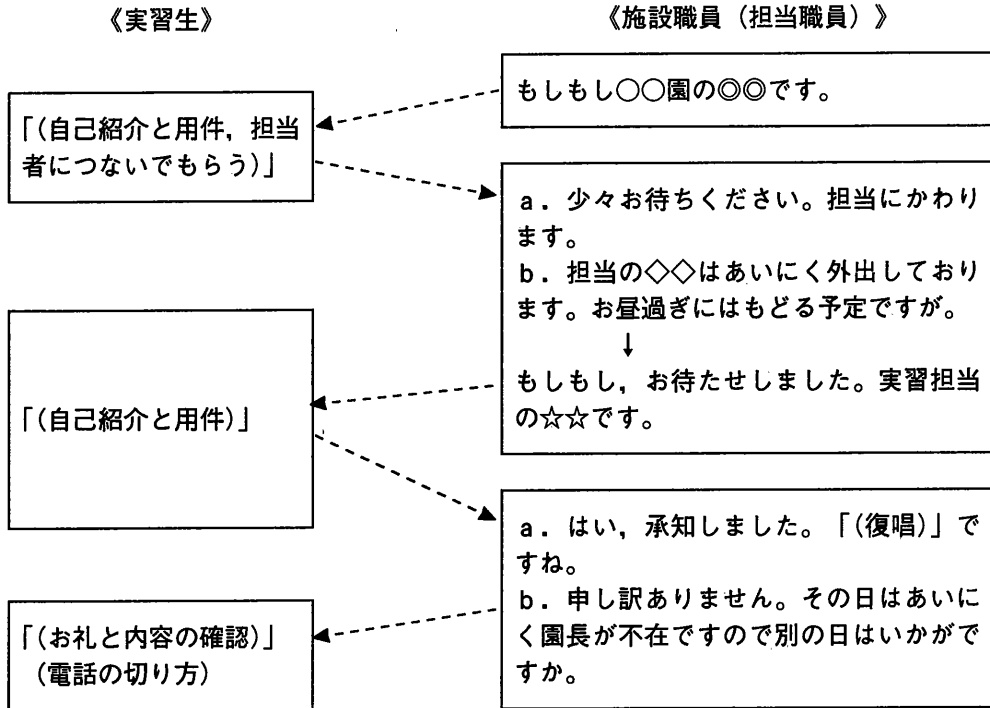 《実習生》
《施設職員（担当職員）》
もしもし○○園の◎◎です。
「(自己紹介と用件，担当
者につないでもらう)」
a．少々お待ちください。担当にかわり
ます。
b．担当の◇◇はあいにく外出しており
ます。お昼過ぎにはもどる予定ですが。
↓
もしもし，お待たせしました。実習担当
の☆☆です。
「(自己紹介と用件)」
a．はい，承知しました。「(復唱)」で
すね。
b．申し訳ありません。その日はあいに
く園長が不在ですので別の日はいかがで
すか。
「(お礼と内容の確認)」
（電話の切り方）